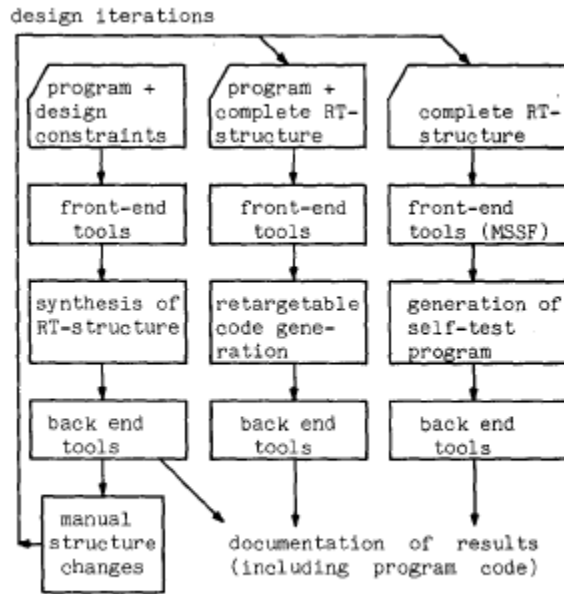 design iterations
program +
design
constraints
program +
complete RT-
structure
complete RT-
structure
front-end
tools
front-end
tools
front-end
tools (MSSF)
synthesis of
RT-structure
retargetable
code gene-
ration
generation of
self-test
program
back end
tools
back end
tools
back end
tools
manual
structure
changes
documentation of results
(including program code)